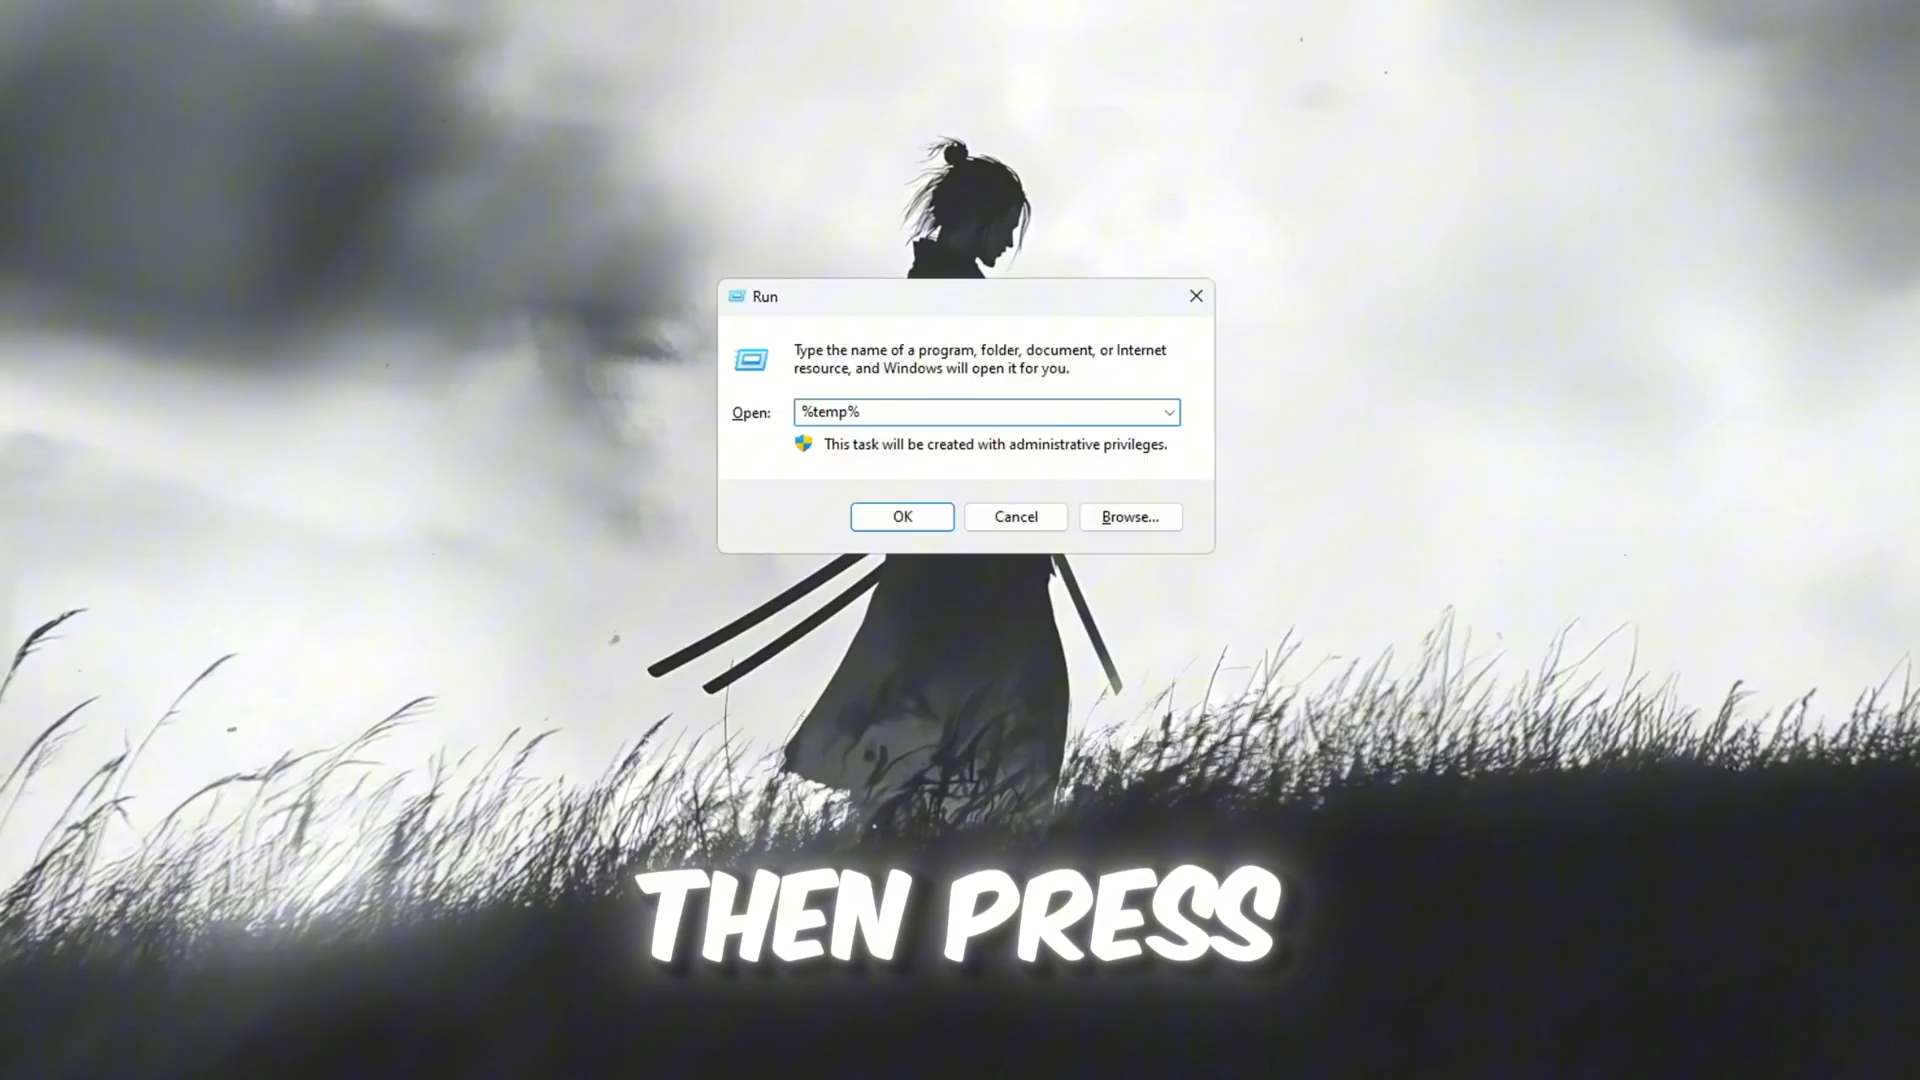 Run
Type the name of a program, folder, document, or Internet
resource, and Windows will open it for you.
Open:
%temp%
This task will be created with administrative privileges.
OK
Cancel
Browse...
THEN PRESS